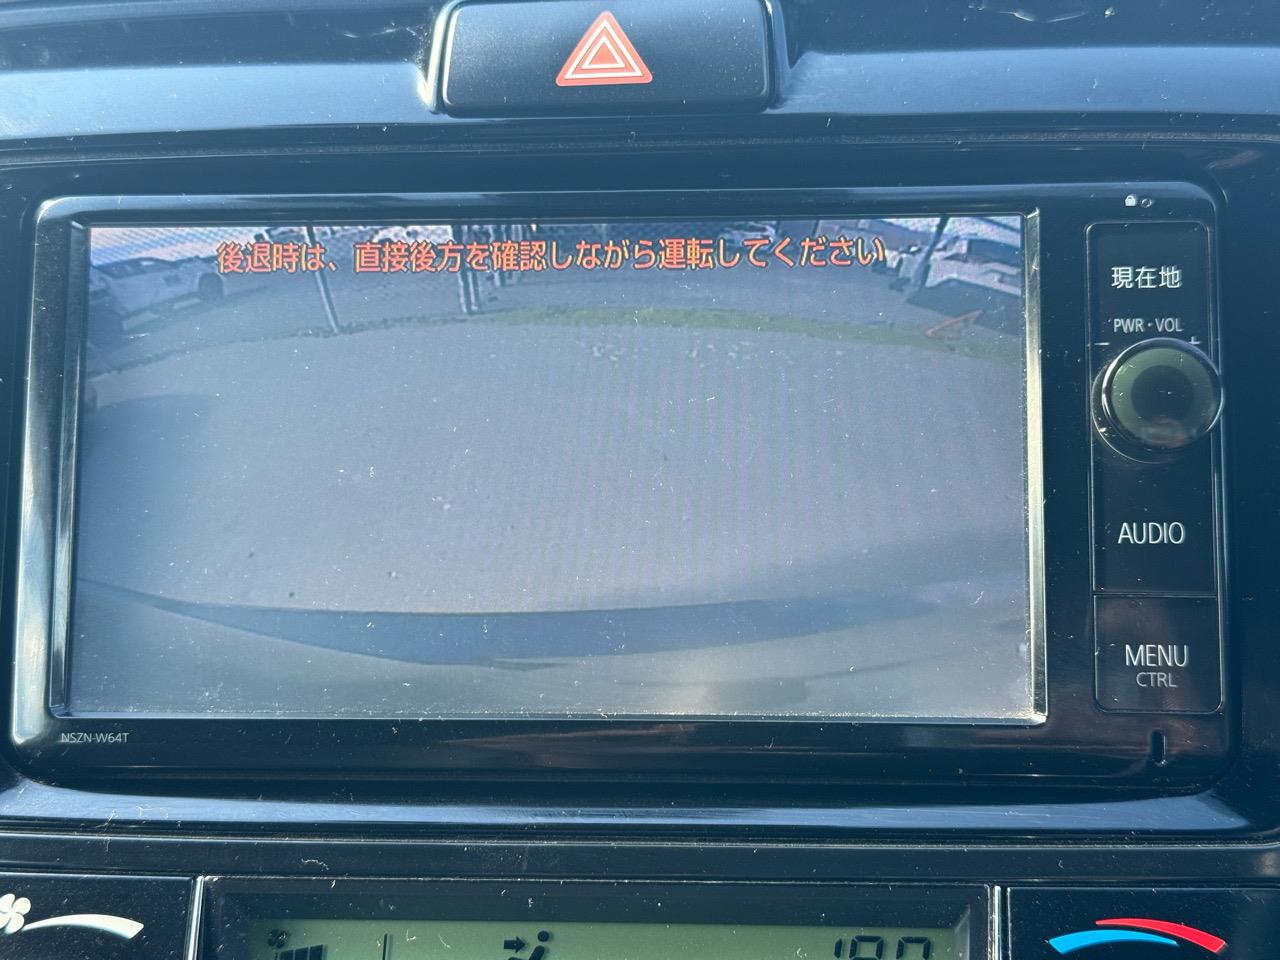 後退時は、直接後方を確認しながら運転してください
現在地
PWR・VOL
- +
AUDIO
MENU
CTRL
NSZN-W64T